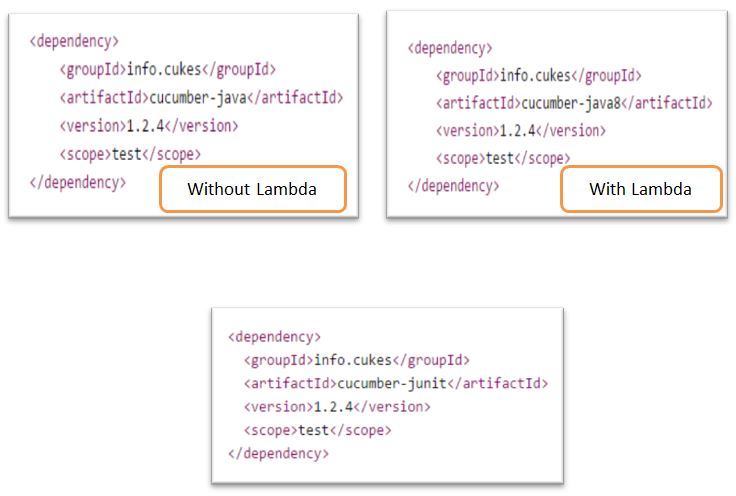 <dependency>
<groupId>info.cukes</groupId>
<artifactId>cucumber-java</artifactId>
<version>1.2.4</version>
<scope>test</scope>
</dependency>
Without Lambda
<dependency>
<groupId>info.cukes</groupId>
<artifactId>cucumber-java8</artifactId>
<version>1.2.4</version>
<scope>test</scope>
</dependency>
With Lambda
<dependency>
<groupId>info.cukes</groupId>
<artifactId>cucumber-junit</artifactId>
<version>1.2.4</version>
<scope>test</scope>
</dependency>